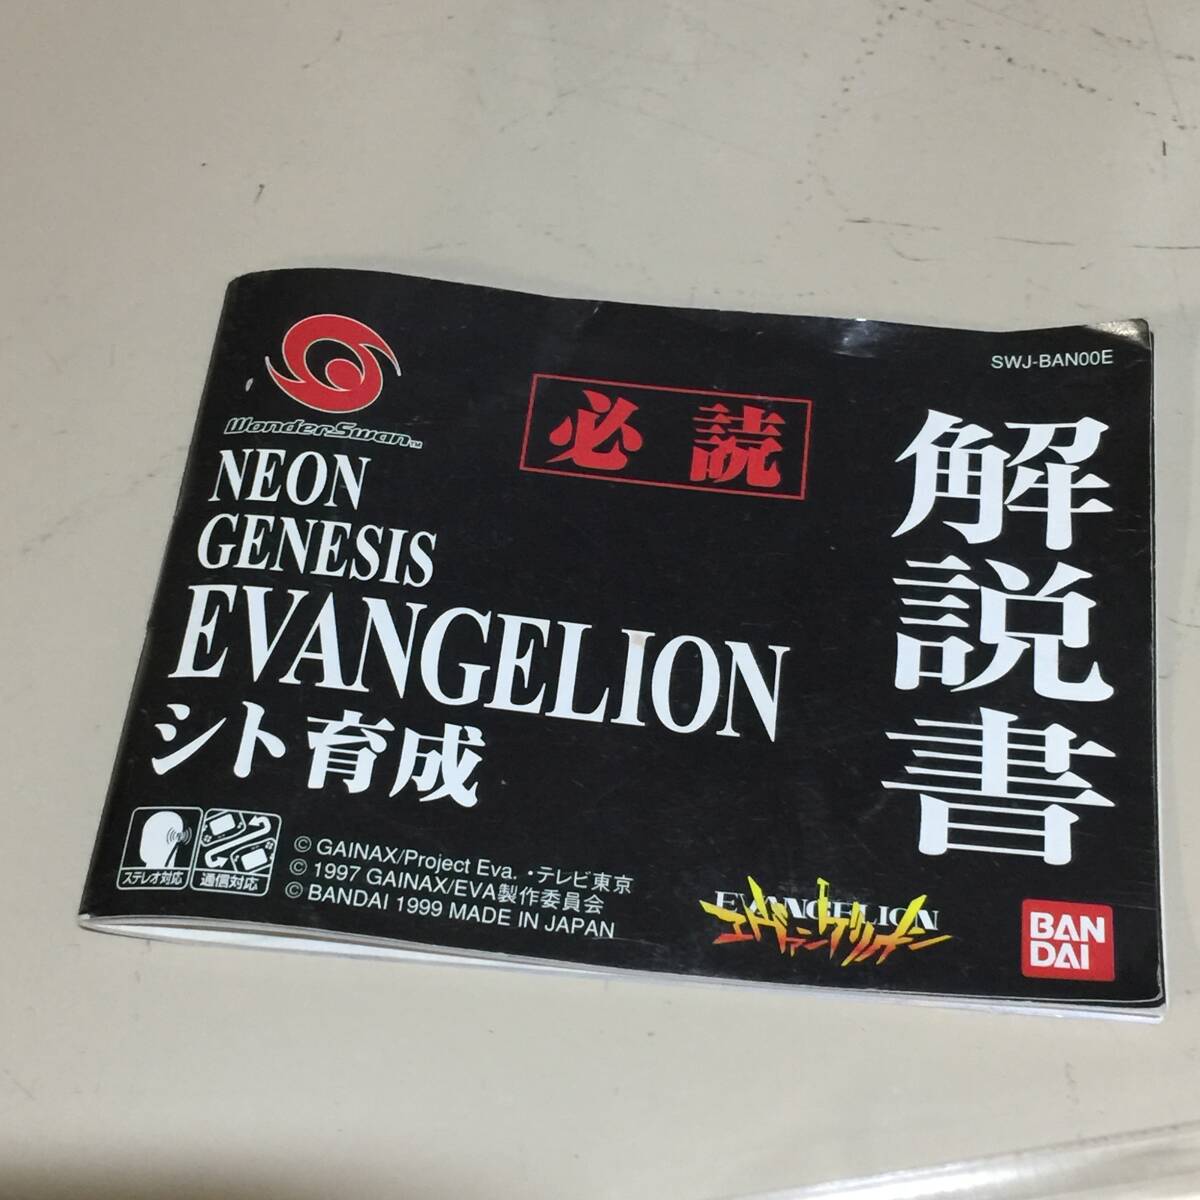 SWJ-BAN00E
WonderSwan™
必読
解説書
NEON
GENESIS
EVANGELION
シト育成
ステレオ対応
通信対応
© GAINAX/Project Eva.・テレビ東京
© 1997 GAINAX/EVA製作委員会
© BANDAI 1999 MADE IN JAPAN
EVANGELION
エヴァンゲリオン
BAN
DAI